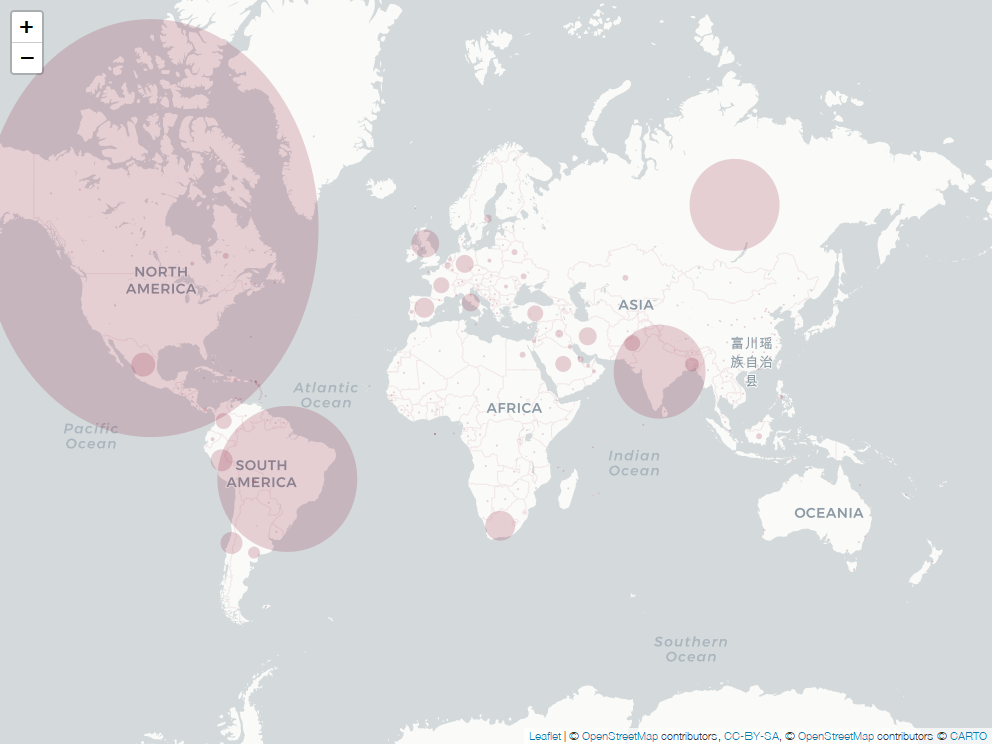 +
−
NORTH
AMERICA
ASIA
富川瑶
族自治
县
Atlantic
Ocean
AFRICA
Pacific
Ocean
Indian
Ocean
SOUTH
AMERICA
OCEANIA
Southern
Ocean
Leaflet | © OpenStreetMap contributors, CC-BY-SA, © OpenStreetMap contributors © CARTO